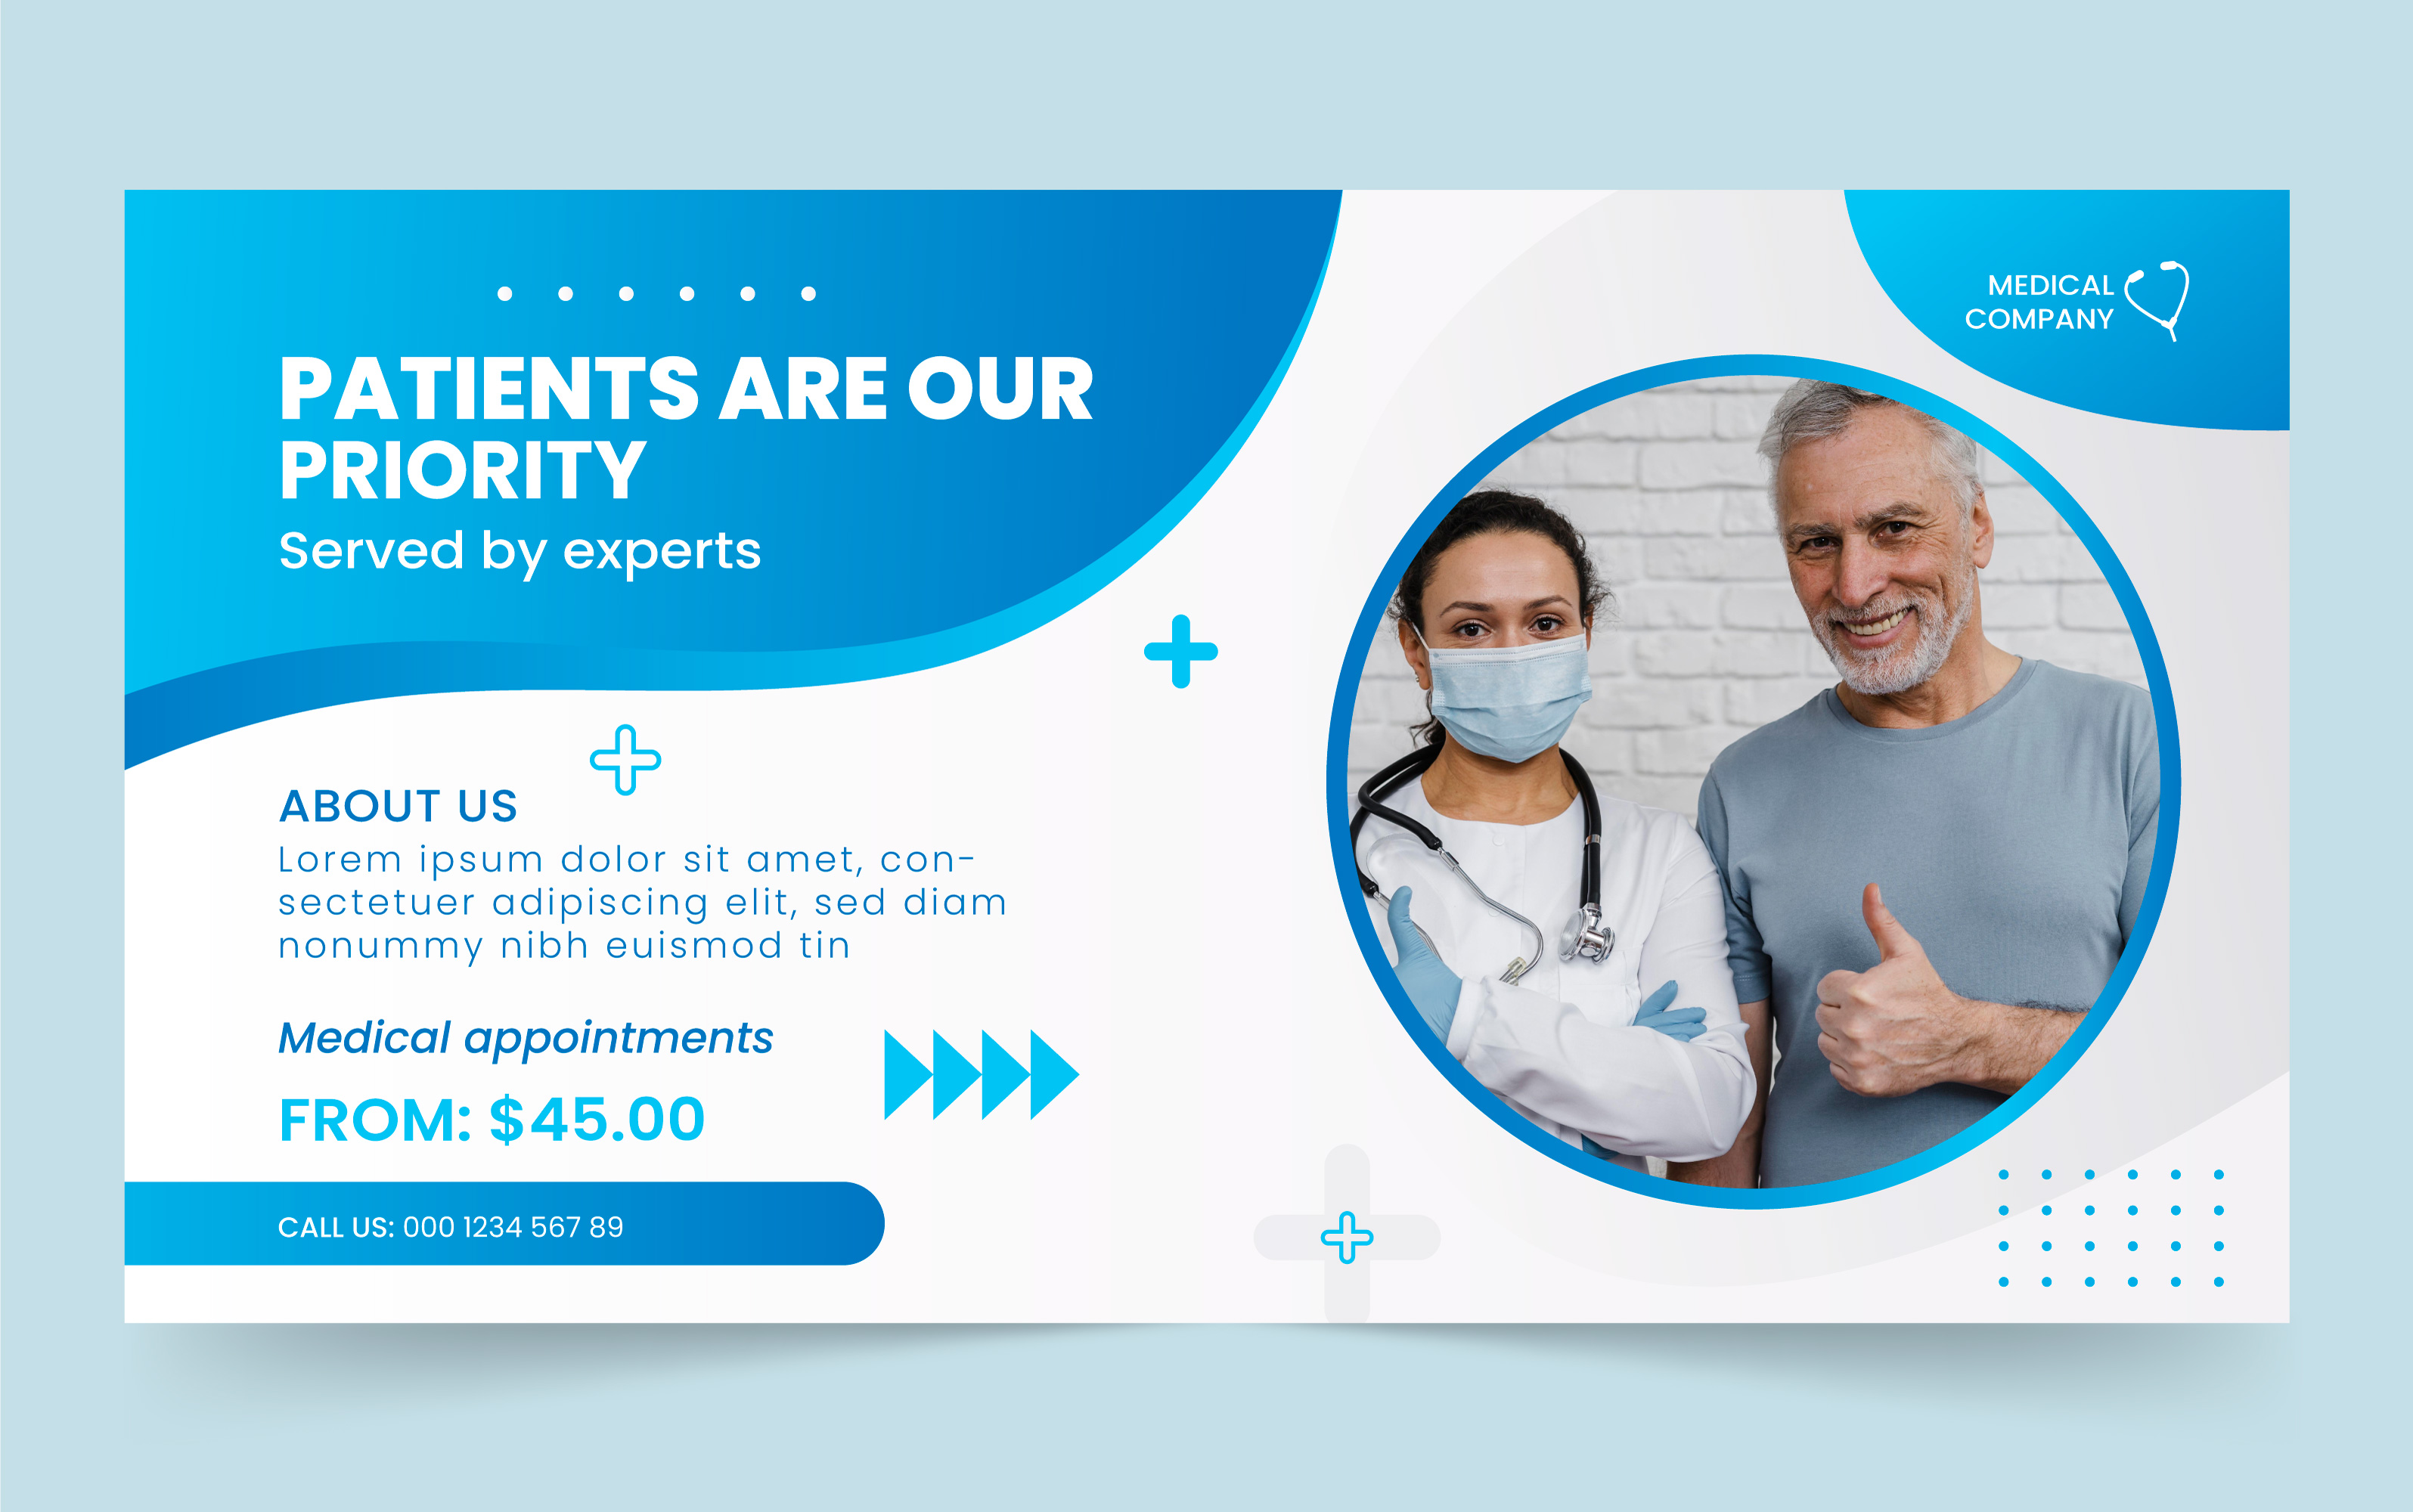 MEDICAL
COMPANY
PATIENTS ARE OUR
PRIORITY
Served by experts
ABOUT US
Lorem ipsum dolor sit amet, con-
sectetuer adipiscing elit, sed diam
nonummy nibh euismod tin
Medical appointments
FROM: $45.00
CALL US: 000 1234 567 89